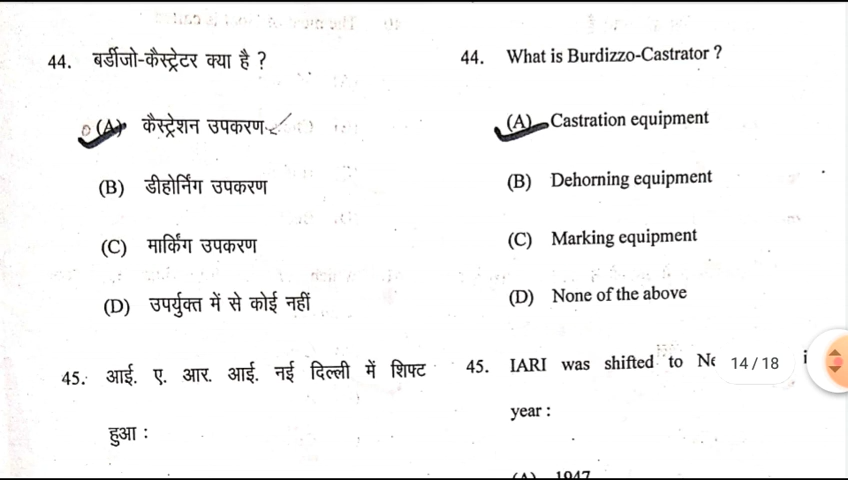 44. बर्डीजो-कैस्ट्रेटर क्या है ?
(A) कैस्ट्रेशन उपकरण
(B) डीहोर्निंग उपकरण
(C) मार्किंग उपकरण
(D) उपर्युक्त में से कोई नहीं
45. आई. ए. आर. आई. नई दिल्ली में शिफ्ट
हुआ :
44. What is Burdizzo-Castrator ?
(A) Castration equipment
(B) Dehorning equipment
(C) Marking equipment
(D) None of the above
45. IARI was shifted to
year :
(A) 1947
14 / 18